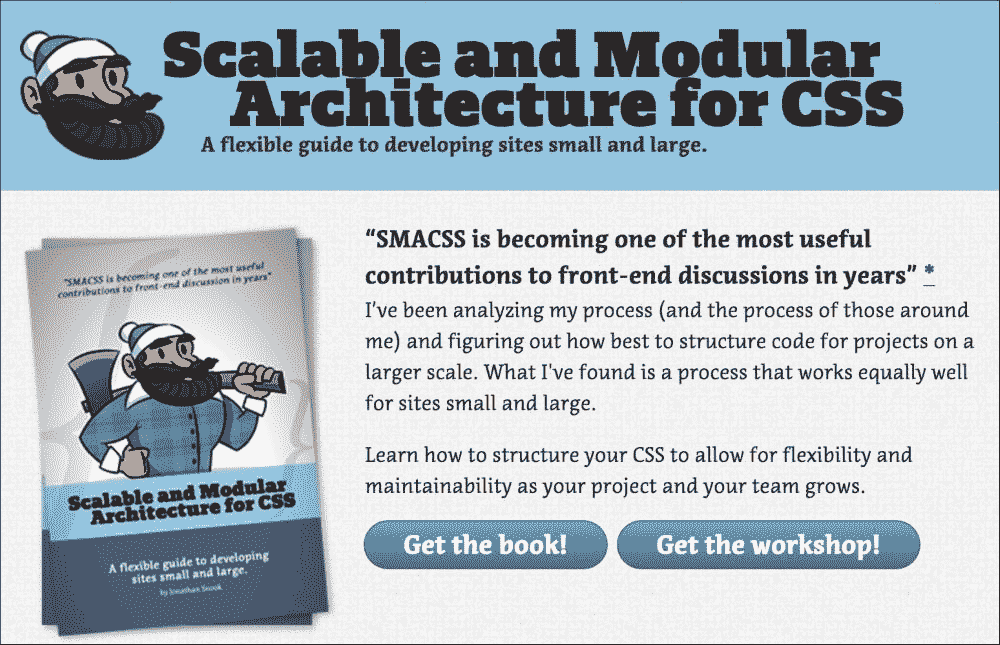 Scalable and Modular
Architecture for CSS
A flexible guide to developing sites small and large.
"SMACSS is becoming one of the most useful
contributions to front-end discussion in years"
Scalable and Modular
Architecture for CSS
A flexible guide to developing
sites small and large.
by Jonathan Snook
“SMACSS is becoming one of the most useful
contributions to front-end discussions in years” *
I've been analyzing my process (and the process of those around
me) and figuring out how best to structure code for projects on a
larger scale. What I've found is a process that works equally well
for sites small and large.
Learn how to structure your CSS to allow for flexibility and
maintainability as your project and your team grows.
Get the book!
Get the workshop!